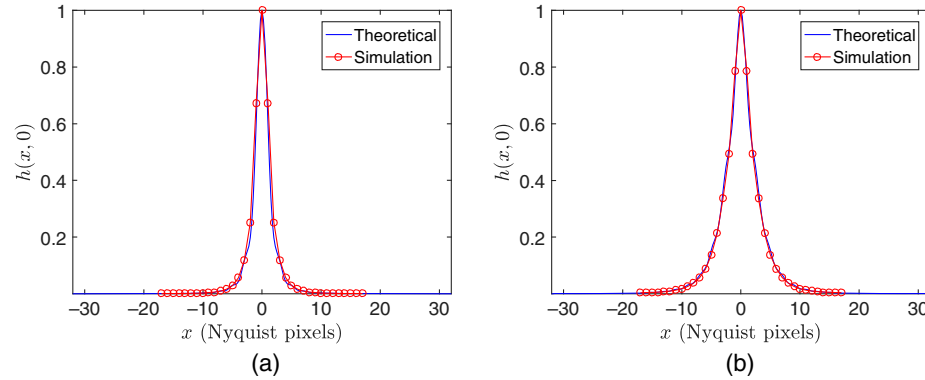 1
0.8
0.6
0.4
0.2
h(x, 0)
−30 −20 −10 0 10 20 30
x (Nyquist pixels)
Theoretical
Simulation
(a)
1
0.8
0.6
0.4
0.2
h(x, 0)
−30 −20 −10 0 10 20 30
x (Nyquist pixels)
Theoretical
Simulation
(b)